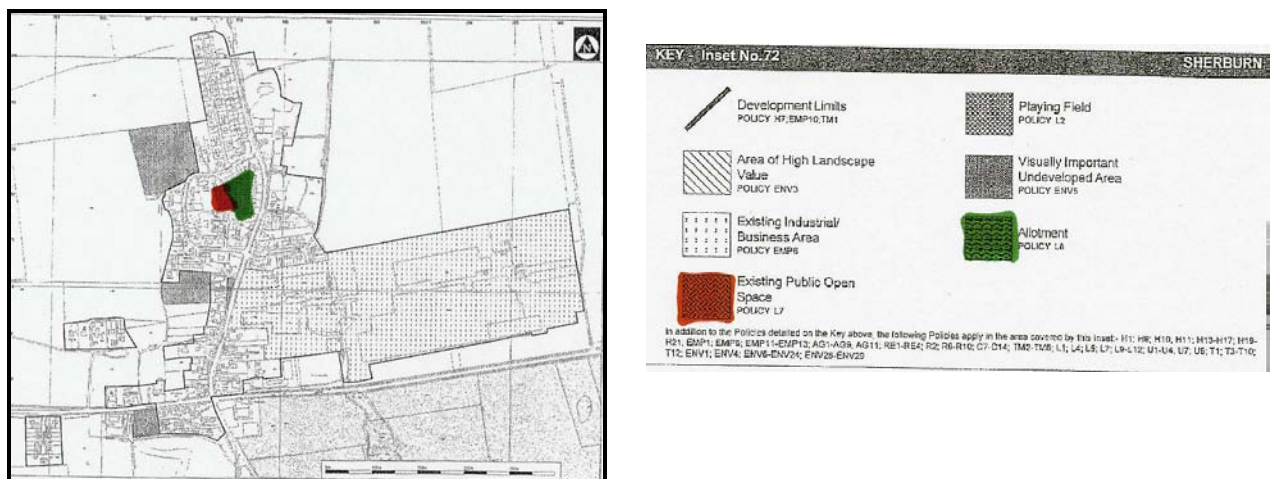 KEY - Inset No.72
SHERBURN
Development Limits
POLICY H7;EMP10;TM1
Area of High Landscape
Value
POLICY ENV3
Existing Industrial/
Business Area
POLICY EMP6
Existing Public Open
Space
POLICY L7
Playing Field
POLICY L2
Visually Important
Undeveloped Area
POLICY ENV5
Allotment
POLICY L6
In addition to the Policies detailed on the Key above, the following Policies apply in the area covered by this Inset:- H1; H9; H10, H11; H13-H17; H19-
H21, EMP1; EMP9; EMP11-EMP13; AG1-AG9, AG11; RE1-RE4; R2; R6-R10; C7-C14; TM2-TM6; L1; L4; L5; L7; L9-L12; U1-U4, U7; U8; T1; T3-T10;
T12; ENV1; ENV4; ENV6-ENV24; ENV28-ENV29
N